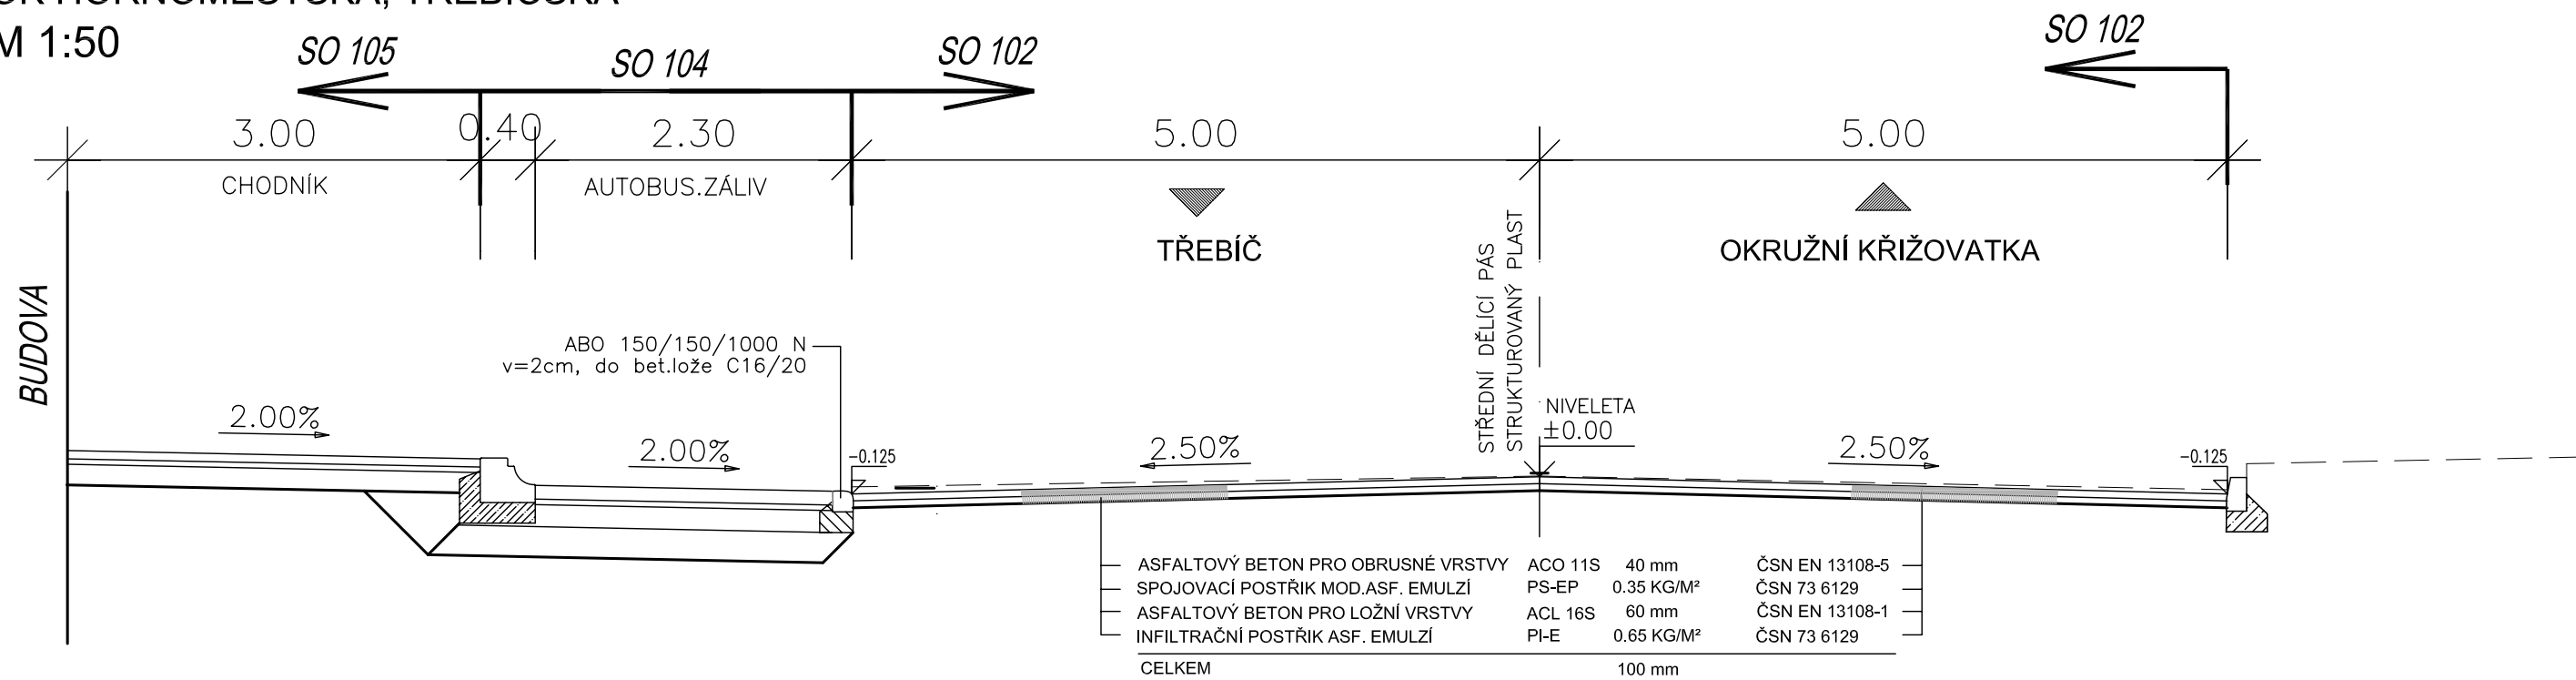 M 1:50
SO 105
SO 104
SO 102
SO 102
3.00
0.40
2.30
5.00
5.00
CHODNÍK
AUTOBUS.ZÁLIV
TŘEBÍČ
OKRUŽNÍ KŘIŽOVATKA
STŘEDNÍ DĚLÍCÍ PÁS
STRUKTUROVANÝ PLAST
BUDOVA
ABO 150/150/1000 N
v=2cm, do bet.lože C16/20
2.00%
2.00%
-0.125
2.50%
NIVELETA
±0.00
2.50%
-0.125
ASFALTOVÝ BETON PRO OBRUSNÉ VRSTVY ACO 11S 40 mm ČSN EN 13108-5
SPOJOVACÍ POSTŘIK MOD.ASF. EMULZÍ PS-EP 0.35 KG/M² ČSN 73 6129
ASFALTOVÝ BETON PRO LOŽNÍ VRSTVY ACL 16S 60 mm ČSN EN 13108-1
INFILTRAČNÍ POSTŘIK ASF. EMULZÍ PI-E 0.65 KG/M² ČSN 73 6129
CELKEM 100 mm